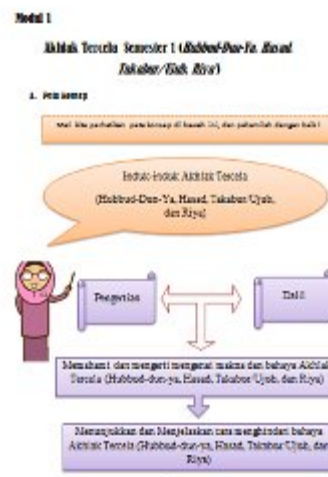 Modul 1
Akhlak Tercela Semester 1 (Hubbud-Dun-Ya, Hasad,
Takabur/Ujub, Riya')
A. Peta Konsep
Mari kita perhatikan peta konsep di bawah ini, dan pahamilah dengan baik!
Induk-Induk Akhlak Tercela
(Hubbud-Dun-Ya, Hasad, Takabur/Ujub,
dan Riya)
Pengertian
Dalil
Memahami dan mengerti mengenai makna dan bahaya Akhlak
Tercela (Hubbud-dun-ya, Hasad, Takabur/Ujub, dan Riya)
Menunjukkan dan Menjelaskan cara menghindari bahaya
Akhlak Tercela (Hubbud-dun-ya, Hasad, Takabur/Ujub, dan
Riya)